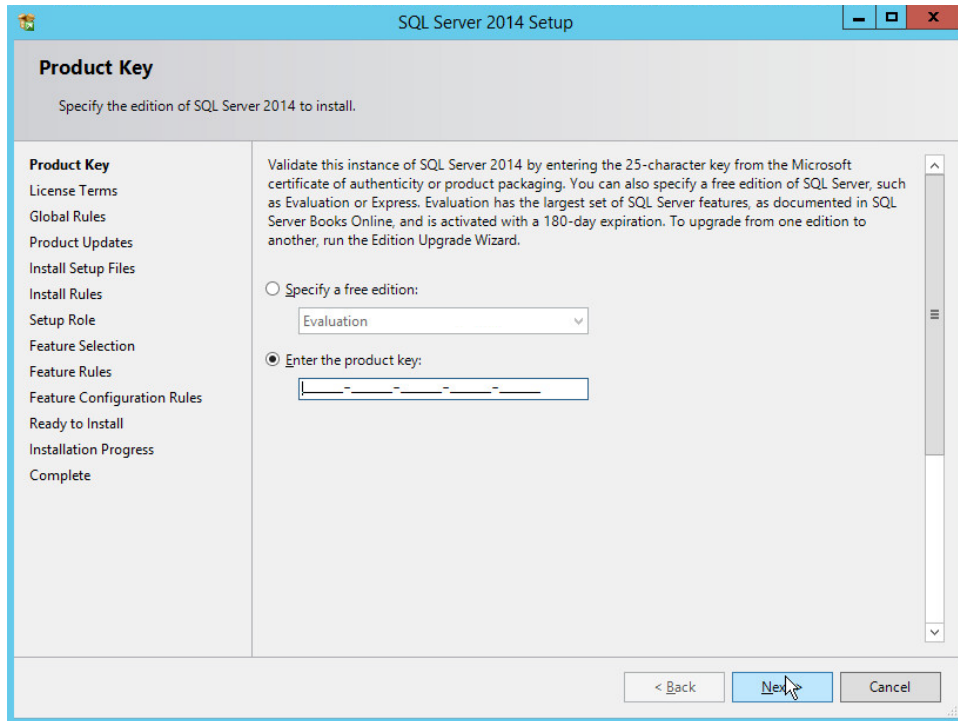 SQL Server 2014 Setup
Product Key
Specify the edition of SQL Server 2014 to install.
Product Key
License Terms
Global Rules
Product Updates
Install Setup Files
Install Rules
Setup Role
Feature Selection
Feature Rules
Feature Configuration Rules
Ready to Install
Installation Progress
Complete
Validate this instance of SQL Server 2014 by entering the 25-character key from the Microsoft
certificate of authenticity or product packaging. You can also specify a free edition of SQL Server, such
as Evaluation or Express. Evaluation has the largest set of SQL Server features, as documented in SQL
Server Books Online, and is activated with a 180-day expiration. To upgrade from one edition to
another, run the Edition Upgrade Wizard.
Specify a free edition:
Evaluation
Enter the product key:
_____-_____-_____-_____-_____
< Back
Next >
Cancel